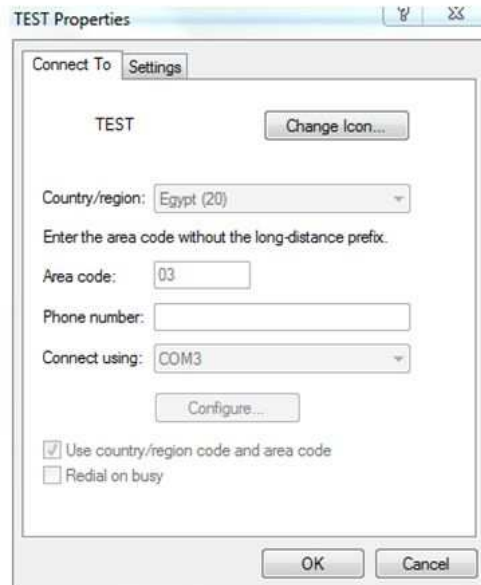 TEST Properties
Connect To Settings
TEST
Change Icon...
Country/region: Egypt (20)
Enter the area code without the long-distance prefix.
Area code: 03
Phone number:
Connect using: COM3
Configure...
Use country/region code and area code
Redial on busy
OK Cancel